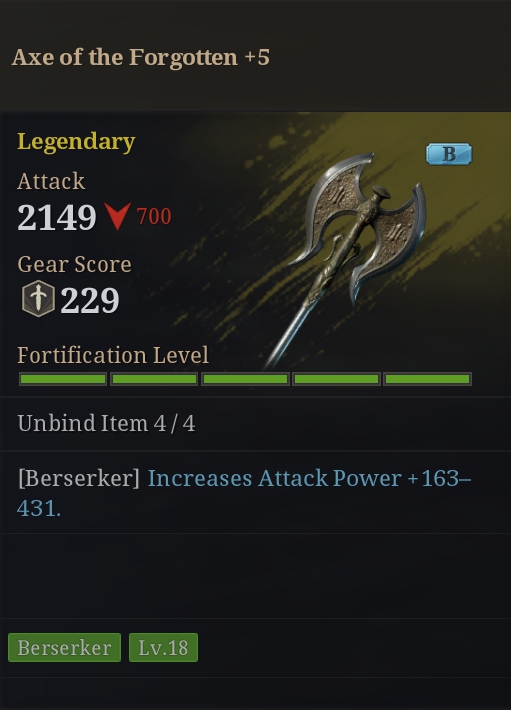 Axe of the Forgotten +5
Legendary
B
Attack
2149 700
Gear Score
229
Fortification Level
Unbind Item 4 / 4
[Berserker] Increases Attack Power +163–
431.
Berserker Lv.18